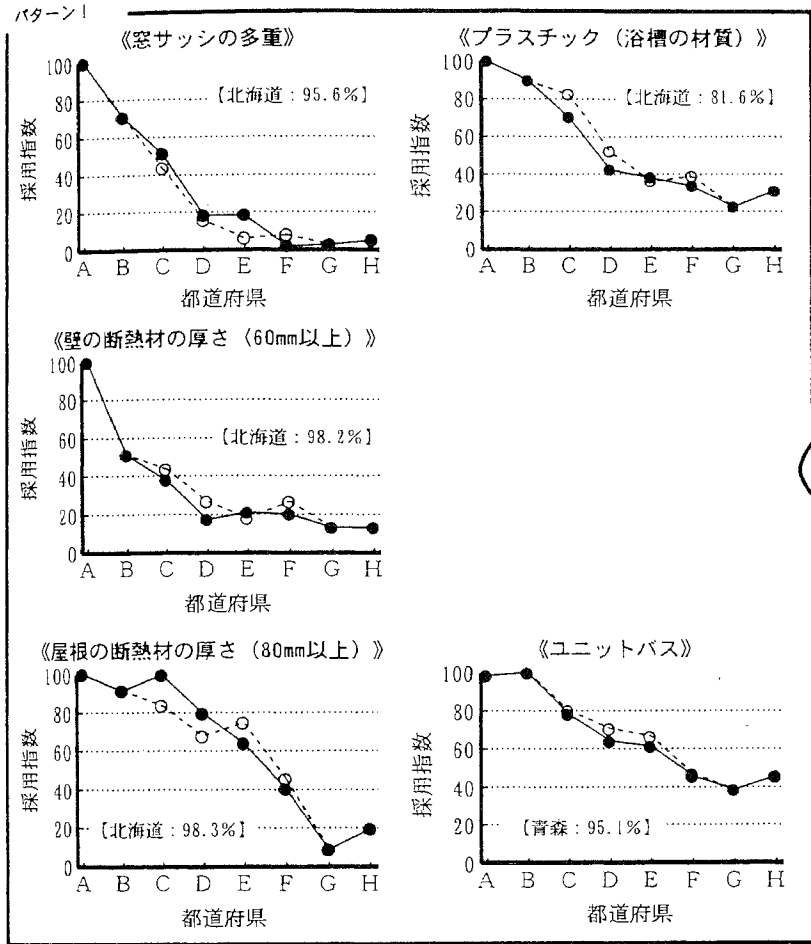 パターン1
《窓サッシの多重》
【北海道：95.6%】
採用指数
100
80
60
40
20
0
A B C D E F G H
都道府県
《プラスチック（浴槽の材質）》
【北海道：81.6%】
採用指数
100
80
60
40
20
0
A B C D E F G H
都道府県
《壁の断熱材の厚さ（60mm以上）》
【北海道：98.2%】
採用指数
100
80
60
40
20
0
A B C D E F G H
都道府県
《屋根の断熱材の厚さ（80mm以上）》
【北海道：98.3%】
採用指数
100
80
60
40
20
0
A B C D E F G H
都道府県
《ユニットバス》
【青森：95.1%】
採用指数
100
80
60
40
20
0
A B C D E F G H
都道府県